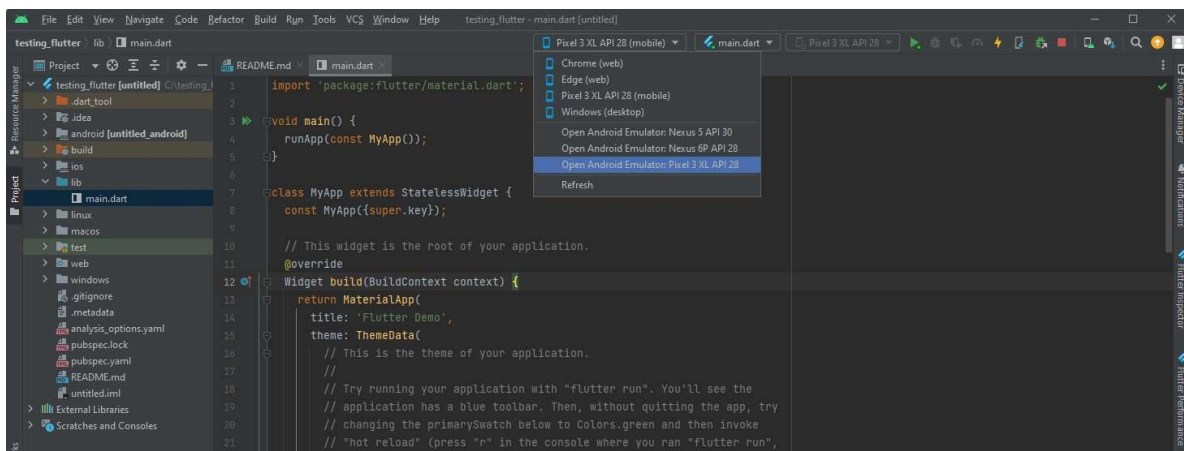 File Edit View Navigate Code Refactor Build Run Tools VCS Window Help testing_flutter - main.dart [untitled]
testing_flutter lib main.dart
Pixel 3 XL API 28 (mobile) main.dart Pixel 3 XL API 28
Project
README.md main.dart
Chrome (web)
Edge (web)
Pixel 3 XL API 28 (mobile)
Windows (desktop)
Open Android Emulator: Nexus 5 API 30
Open Android Emulator: Nexus 6P API 28
Open Android Emulator: Pixel 3 XL API 28
Refresh
Resource Manager
Project
testing_flutter [untitled] C:\testing_f
.dart_tool
.idea
android [untitled_android]
build
ios
lib
main.dart
linux
macos
test
web
windows
.gitignore
.metadata
analysis_options.yaml
pubspec.lock
pubspec.yaml
README.md
untitled.iml
External Libraries
Scratches and Consoles
1 import 'package:flutter/material.dart';
2
3 void main() {
4 runApp(const MyApp());
5 }
6
7 class MyApp extends StatelessWidget {
8 const MyApp({super.key});
9
10 // This widget is the root of your application.
11 @override
12 Widget build(BuildContext context) {
13 return MaterialApp(
14 title: 'Flutter Demo',
15 theme: ThemeData(
16 // This is the theme of your application.
17 //
18 // Try running your application with "flutter run". You'll see the
19 // application has a blue toolbar. Then, without quitting the app, try
20 // changing the primarySwatch below to Colors.green and then invoke
21 // "hot reload" (press "r" in the console where you ran "flutter run",
Device Manager
Notifications
Flutter Inspector
Flutter Performance